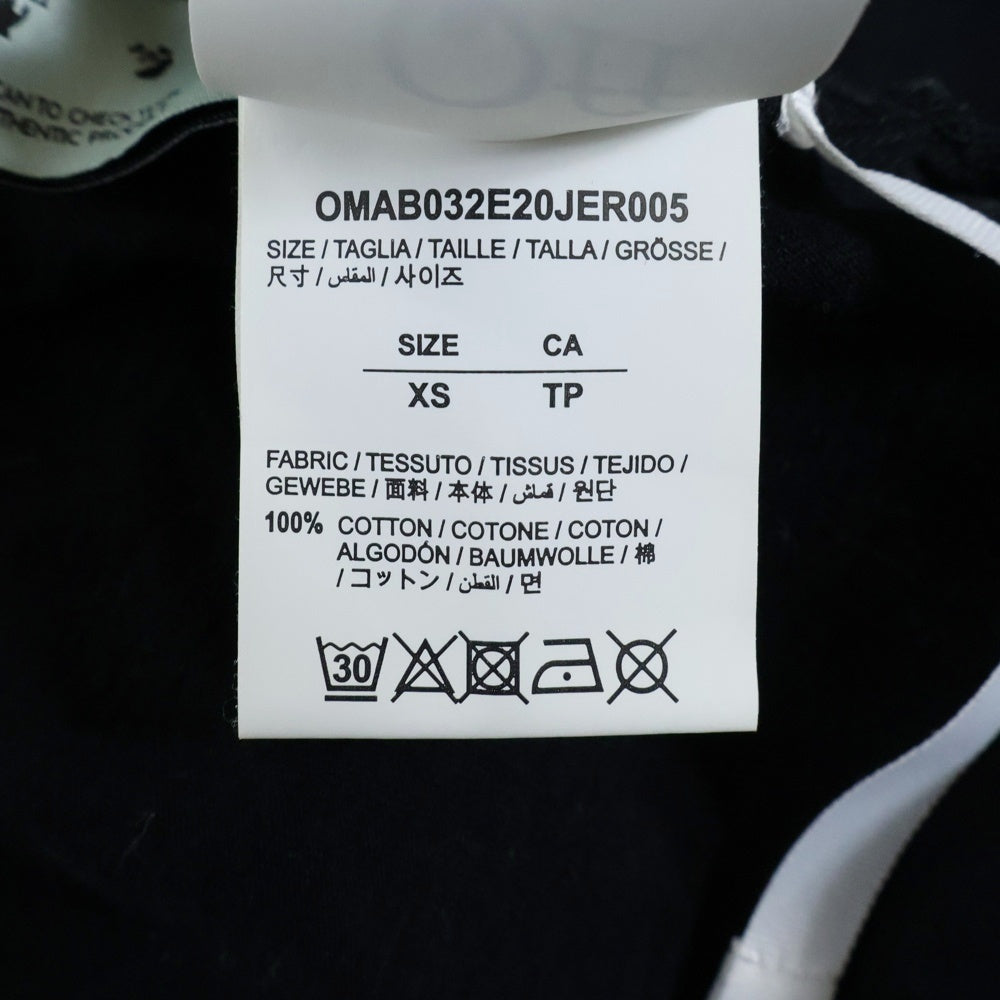 TO CHECK
OMAB032E20JER005
SIZE / TAGLIA / TAILLE / TALLA / GRÖSSE /
尺寸 / المقاس / 사이즈
SIZE CA
XS TP
FABRIC / TESSUTO / TISSUS / TEJIDO /
GEWEBE / 面料 / 本体 / قماش / 원단
100% COTTON / COTONE / COTON /
ALGODÓN / BAUMWOLLE / 棉
/ コットン / القطن / 면
30